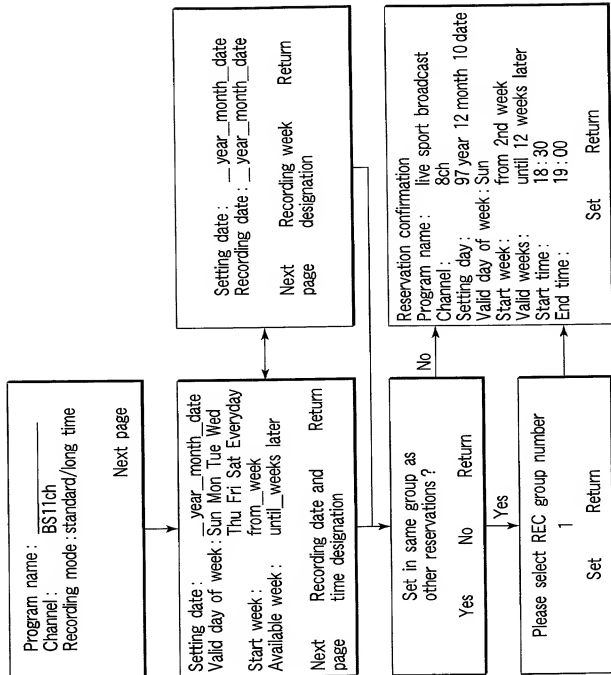 Program name :
Channel : BS11ch
Recording mode : standard/long time
Next page
Setting date : __year_month_date
Valid day of week : Sun Mon Tue Wed
Thu Fri Sat Everyday
Start week : from__week
Available week : until__weeks later
Next page Recording date and time designation Return
Setting date : __year_month_date
Recording date : __year_month_date
Next page Recording week designation Return
Set in same group as
other reservations ?
Yes No Return
No
Yes
Please select REC group number
1
Set Return
Reservation confirmation
Program name : live sport broadcast
Channel : 8ch
Setting day : 97 year 12 month 10 date
Valid day of week : Sun
Start week : from 2nd week
Valid weeks : until 12 weeks later
Start time : 18 : 30
End time : 19 : 00
Set Return